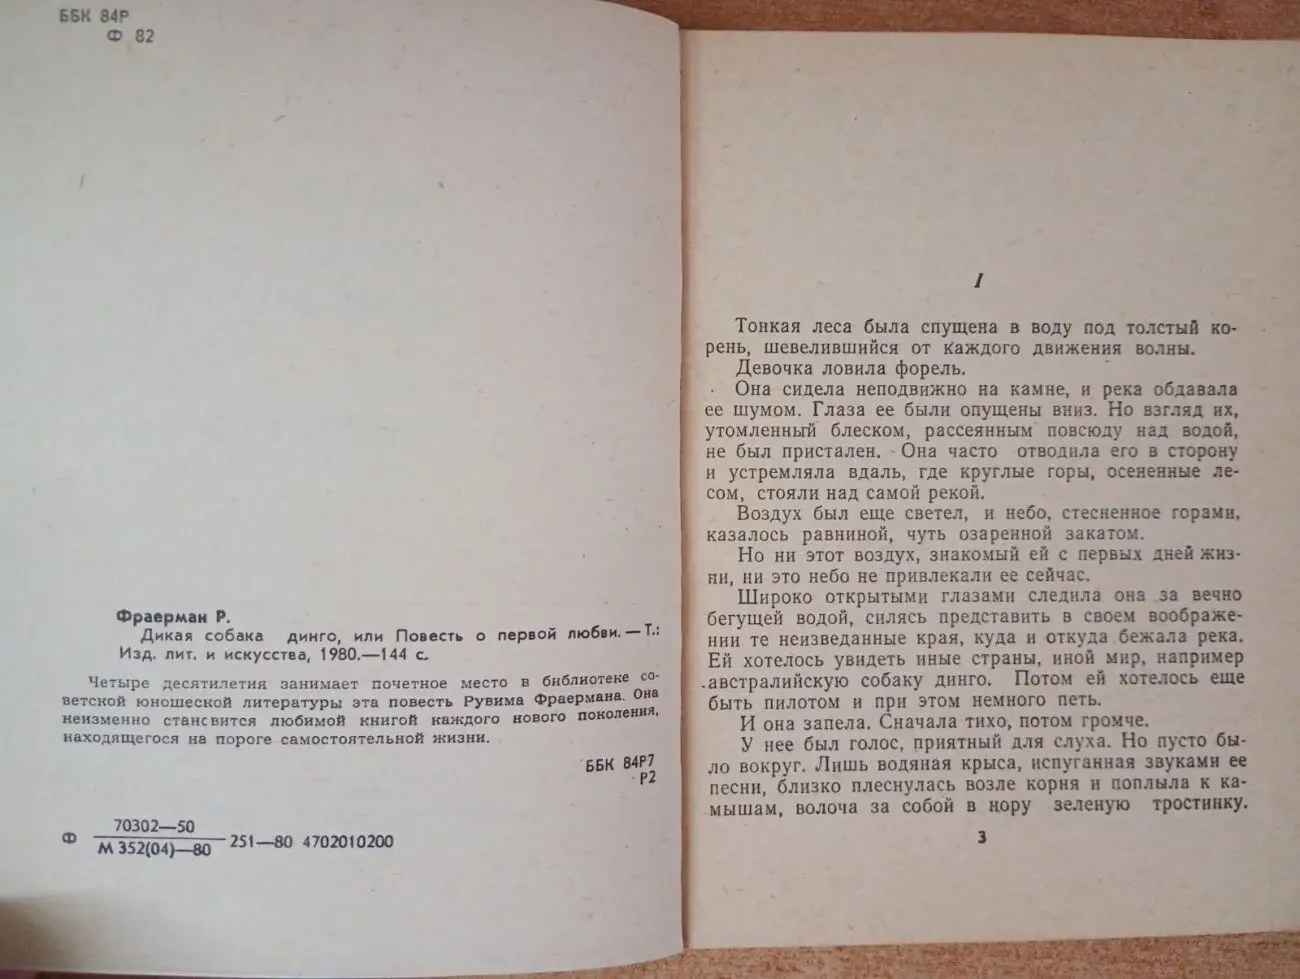 ББК 84Р
Ф 82
Фраерман Р.
Дикая собака динго, или Повесть о первой любви. — Т.:
Изд. лит. и искусства, 1980.—144 с.
Четыре десятилетия занимает почетное место в библиотеке со-
ветской юношеской литературы эта повесть Рувима Фраермана. Она
неизменно становится любимой книгой каждого нового поколения,
находящегося на пороге самостоятельной жизни.
ББК 84Р7
Р2
Ф 70302—50
М 352(04)—80 251—80 4702010200
I
Тонкая леса была спущена в воду под толстый ко-
рень, шевелившийся от каждого движения волны.
Девочка ловила форель.
Она сидела неподвижно на камне, и река обдавала
ее шумом. Глаза ее были опущены вниз. Но взгляд их,
утомленный блеском, рассеянным повсюду над водой,
не был пристален. Она часто отводила его в сторону
и устремляла вдаль, где круглые горы, осененные ле-
сом, стояли над самой рекой.
Воздух был еще светел, и небо, стесненное горами,
казалось равниной, чуть озаренной закатом.
Но ни этот воздух, знакомый ей с первых дней жиз-
ни, ни это небо не привлекали ее сейчас.
Широко открытыми глазами следила она за вечно
бегущей водой, силясь представить в своем воображе-
нии те неизведанные края, куда и откуда бежала река.
Ей хотелось увидеть иные страны, иной мир, например
австралийскую собаку динго. Потом ей хотелось еще
быть пилотом и при этом немного петь.
И она запела. Сначала тихо, потом громче.
У нее был голос, приятный для слуха. Но пусто бы-
ло вокруг. Лишь водяная крыса, испуганная звуками ее
песни, близко плеснулась возле корня и поплыла к ка-
мышам, волоча за собой в нору зеленую тростинку.
3